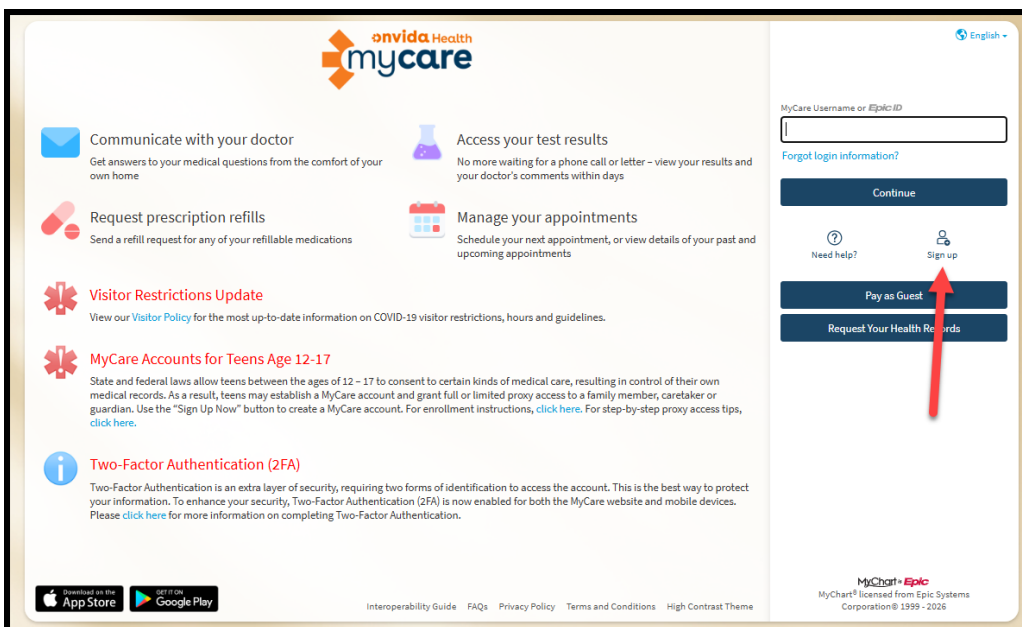 onvida Health
mycare
Communicate with your doctor
Get answers to your medical questions from the comfort of your
own home
Access your test results
No more waiting for a phone call or letter – view your results and
your doctor's comments within days
Request prescription refills
Send a refill request for any of your refillable medications
Manage your appointments
Schedule your next appointment, or view details of your past and
upcoming appointments
Visitor Restrictions Update
View our Visitor Policy for the most up-to-date information on COVID-19 visitor restrictions, hours and guidelines.
MyCare Accounts for Teens Age 12-17
State and federal laws allow teens between the ages of 12 – 17 to consent to certain kinds of medical care, resulting in control of their own
medical records. As a result, teens may establish a MyCare account and grant full or limited proxy access to a family member, caretaker or
guardian. Use the “Sign Up Now” button to create a MyCare account. For enrollment instructions, click here. For step-by-step proxy access tips,
click here.
Two-Factor Authentication (2FA)
Two-Factor Authentication is an extra layer of security, requiring two forms of identification to access the account. This is the best way to protect
your information. To enhance your security, Two-Factor Authentication (2FA) is now enabled for both the MyCare website and mobile devices.
Please click here for more information on completing Two-Factor Authentication.
Download on the
App Store
GET IT ON
Google Play
Interoperability Guide FAQs Privacy Policy Terms and Conditions High Contrast Theme
English
MyCare Username or Epic ID
Forgot login information?
Continue
Need help?
Sign up
Pay as Guest
Request Your Health Records
MyChart Epic
MyChart® licensed from Epic Systems
Corporation© 1999 - 2026